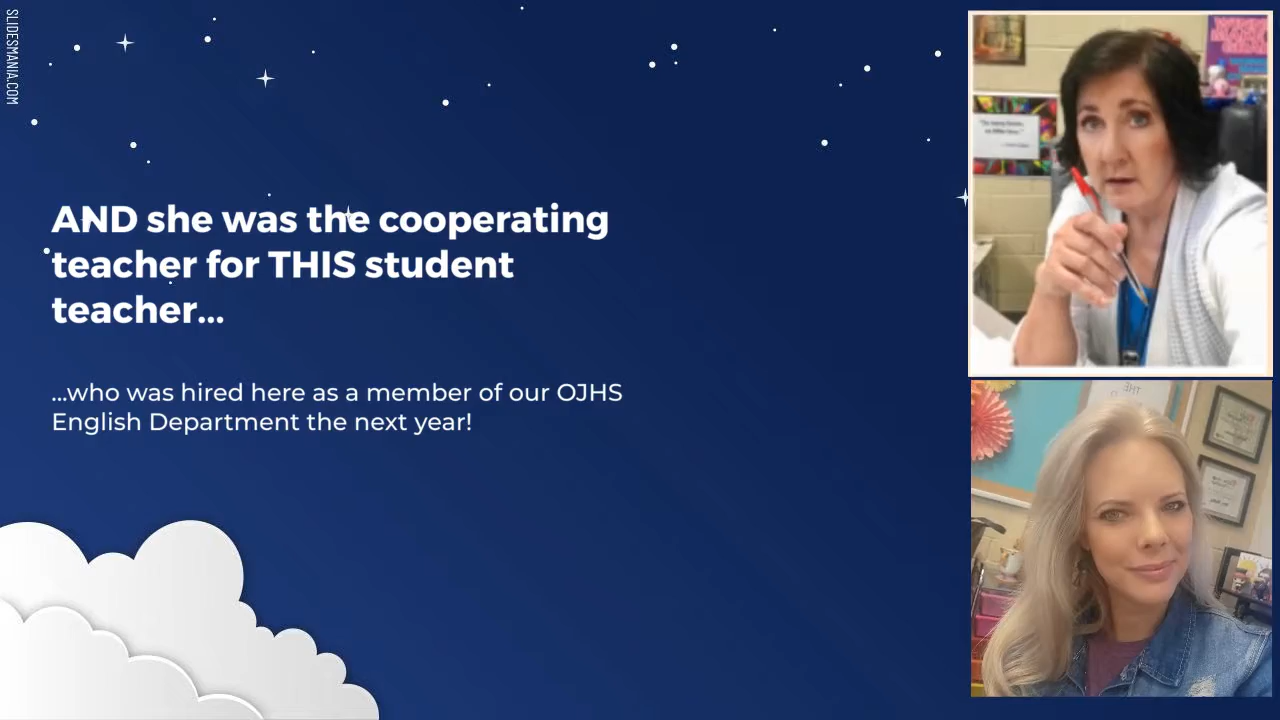 SLIDESMANIA.COM
AND she was the cooperating
teacher for THIS student
teacher...
...who was hired here as a member of our OJHS
English Department the next year!